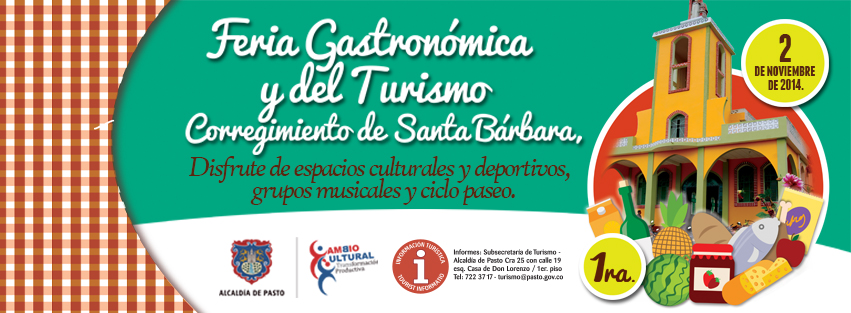 Feria Gastronómica
y del Turismo
Corregimiento de Santa Bárbara,
Disfrute de espacios culturales y deportivos,
grupos musicales y ciclo paseo.
2
DE NOVIEMBRE
DE 2014.
1ra.
ALCALDÍA DE PASTO
CAMBIO
CULTURAL
Transformación
Productiva
INFORMACIÓN TURÍSTICA
i
TOURIST INFORMATION
Informes: Subsecretaría de Turismo -
Alcaldía de Pasto Cra 25 con calle 19
esq. Casa de Don Lorenzo / 1er. piso
Tel: 722 3717 - turismo@pasto.gov.co